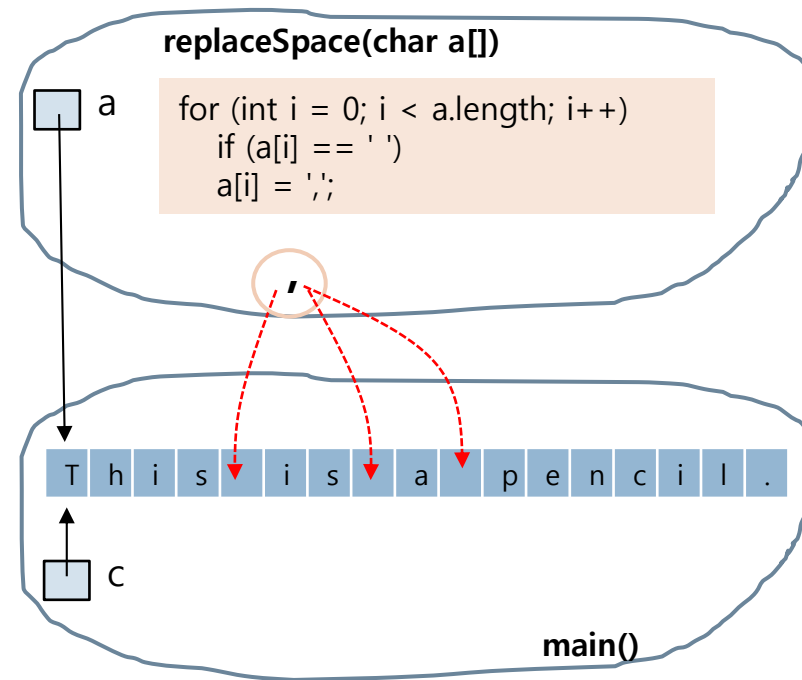 replaceSpace(char a[])
a
for (int i = 0; i < a.length; i++)
if (a[i] == ' ')
a[i] = ',';
,
T h i s i s a p e n c i l .
c
main()